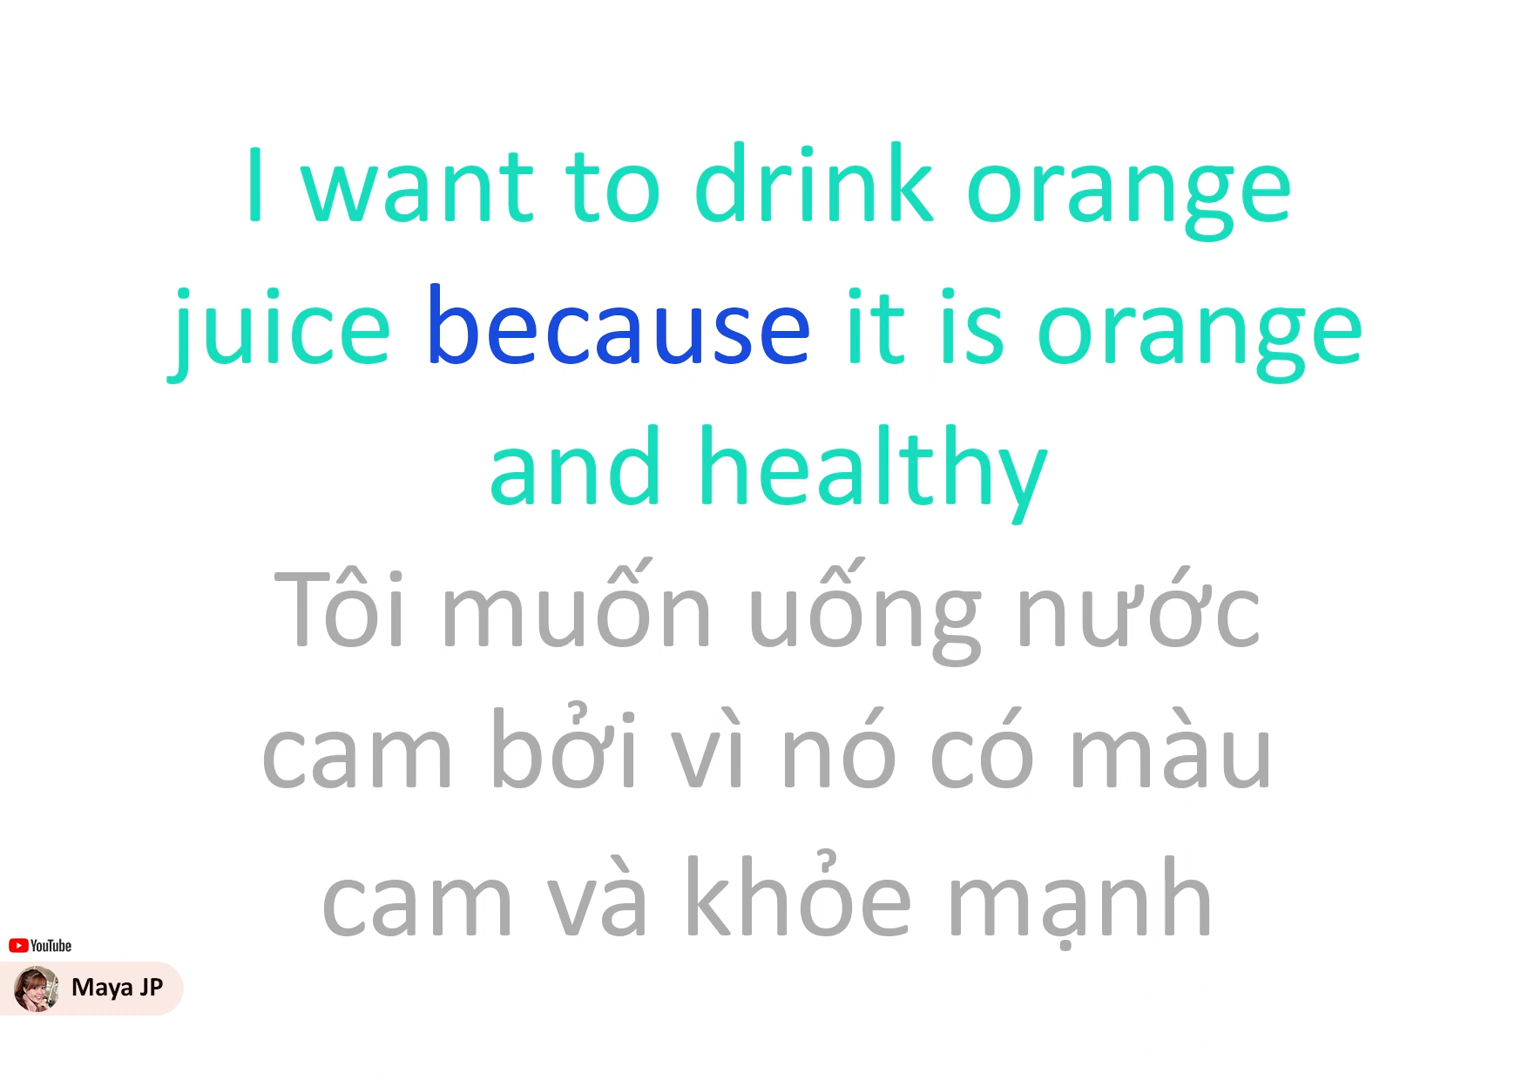 I want to drink orange
juice because it is orange
and healthy
Tôi muốn uống nước
cam bởi vì nó có màu
cam và khỏe mạnh
YouTube
Maya JP